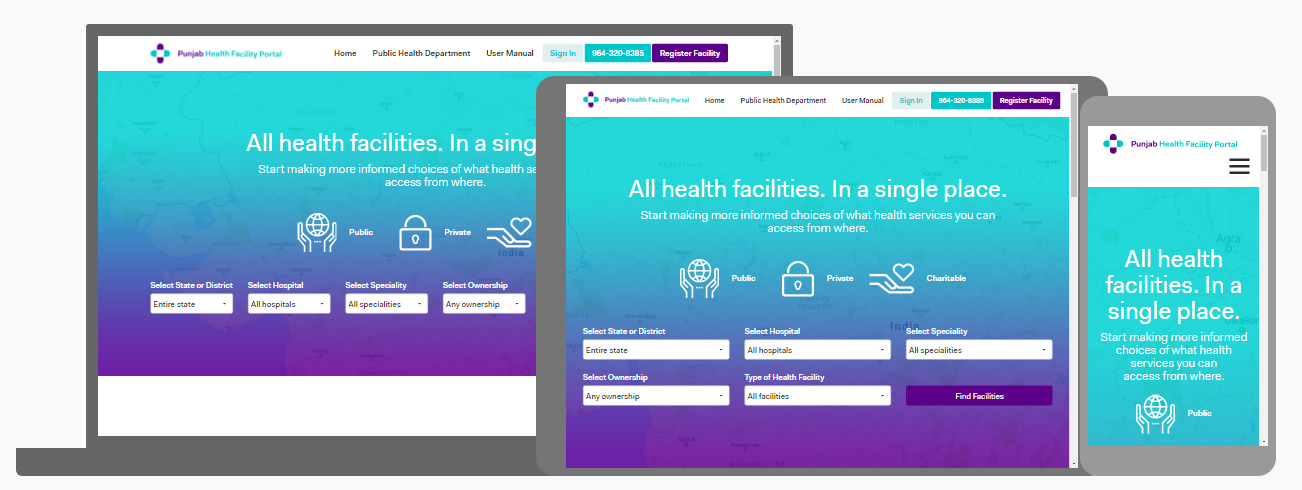 Punjab Health Facility Portal
Home Public Health Department User Manual Sign In 964-320-8385 Register Facility
All health facilities. In a sing
Start making more informed choices of what health se
access from where.
Public Private
India
Select State or District Select Hospital Select Speciality Select Ownership
Entire state All hospitals All specialities Any ownership
Punjab Health Facility Portal
Home Public Health Department User Manual Sign In 964-320-8385 Register Facility
All health facilities. In a single place.
Start making more informed choices of what health services you can
access from where.
Public Private Charitable
India
Select State or District Select Hospital Select Speciality
Entire state All hospitals All specialities
Select Ownership Type of Health Facility
Any ownership All facilities Find Facilities
Punjab Health Facility Portal
Agra
All health
facilities. In a
single place.
Start making more informed
choices of what health
services you can
access from where.
Public